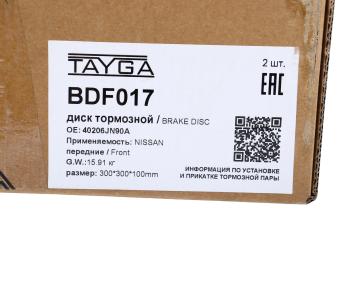 TAYGA
2 шт.
EAC
BDF017
диск тормозной / BRAKE DISC
OE: 40206JN90A
Применяемость: NISSAN
передние / Front
G.W.: 15.91 кг
размер: 300*300*100mm
ИНФОРМАЦИЯ ПО УСТАНОВКЕ
И ПРИКАТКЕ ТОРМОЗНОЙ ПАРЫ